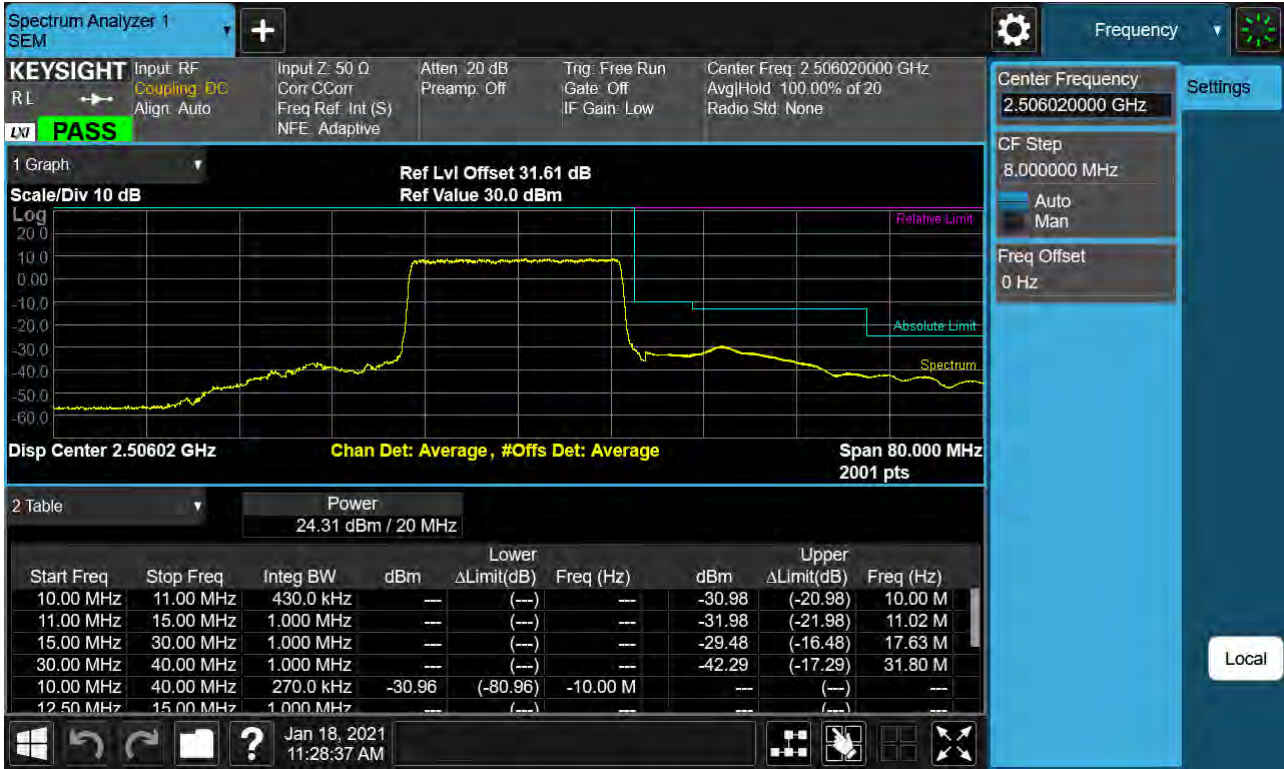 Spectrum Analyzer 1
SEM
Frequency
KEYSIGHT
R L
LXI
PASS
Input: RF
Coupling: DC
Align: Auto
Input Z: 50 Ω
Corr CCorr
Freq Ref: Int (S)
NFE: Adaptive
Atten: 20 dB
Preamp: Off
Trig: Free Run
Gate: Off
IF Gain: Low
Center Freq: 2.506020000 GHz
Avg|Hold: 100.00% of 20
Radio Std: None
Center Frequency
2.506020000 GHz
Settings
CF Step
8.000000 MHz
Auto
Man
Freq Offset
0 Hz
1 Graph
Scale/Div 10 dB
Ref Lvl Offset 31.61 dB
Ref Value 30.0 dBm
Log
20.0
10.0
0.00
-10.0
-20.0
-30.0
-40.0
-50.0
-60.0
Relative Limit
Absolute Limit
Spectrum
Disp Center 2.50602 GHz
Chan Det: Average, #Offs Det: Average
Span 80.000 MHz
2001 pts
2 Table
Power
24.31 dBm / 20 MHz
Lower Upper
Start Freq Stop Freq Integ BW dBm ΔLimit(dB) Freq (Hz) dBm ΔLimit(dB) Freq (Hz)
10.00 MHz 11.00 MHz 430.0 kHz --- (---) --- -30.98 (-20.98) 10.00 M
11.00 MHz 15.00 MHz 1.000 MHz --- (---) --- -31.98 (-21.98) 11.02 M
15.00 MHz 30.00 MHz 1.000 MHz --- (---) --- -29.48 (-16.48) 17.63 M
30.00 MHz 40.00 MHz 1.000 MHz --- (---) --- -42.29 (-17.29) 31.80 M
10.00 MHz 40.00 MHz 270.0 kHz -30.96 (-80.96) -10.00 M --- (---) ---
12.50 MHz 15.00 MHz 1.000 MHz --- (---) --- --- (---) ---
Local
?
Jan 18, 2021
11:28:37 AM